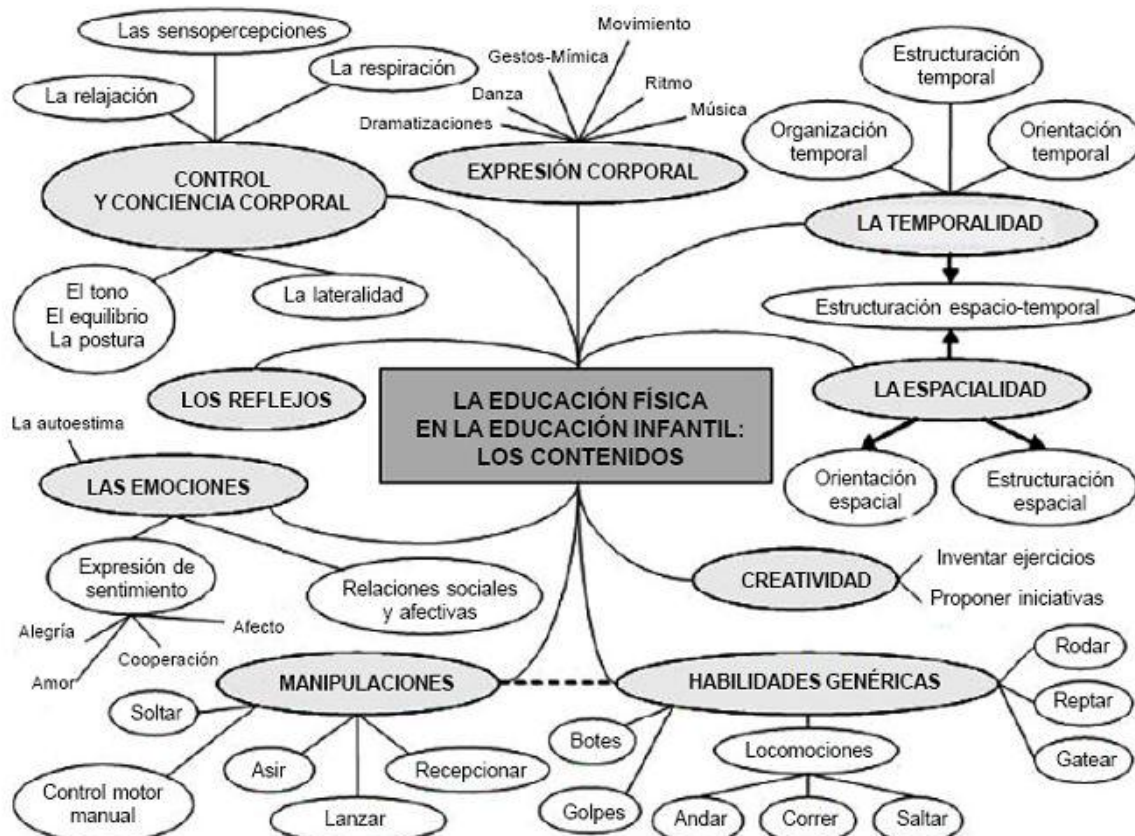 Las sensopercepciones
La relajación
La respiración
CONTROL
Y CONCIENCIA CORPORAL
El tono
El equilibrio
La postura
La lateralidad
Movimiento
Gestos-Mímica
Danza
Ritmo
Dramatizaciones
Música
EXPRESIÓN CORPORAL
Estructuración
temporal
Organización
temporal
Orientación
temporal
LA TEMPORALIDAD
Estructuración espacio-temporal
LA ESPACIALIDAD
Orientación
espacial
Estructuración
espacial
LOS REFLEJOS
LA EDUCACIÓN FÍSICA
EN LA EDUCACIÓN INFANTIL:
LOS CONTENIDOS
La autoestima
LAS EMOCIONES
Expresión de
sentimiento
Alegría
Amor
Cooperación
Afecto
Relaciones sociales
y afectivas
CREATIVIDAD
Inventar ejercicios
Proponer iniciativas
MANIPULACIONES
Soltar
Control motor
manual
Asir
Lanzar
Recepcionar
HABILIDADES GENÉRICAS
Botes
Golpes
Locomociones
Andar
Correr
Saltar
Rodar
Reptar
Gatear